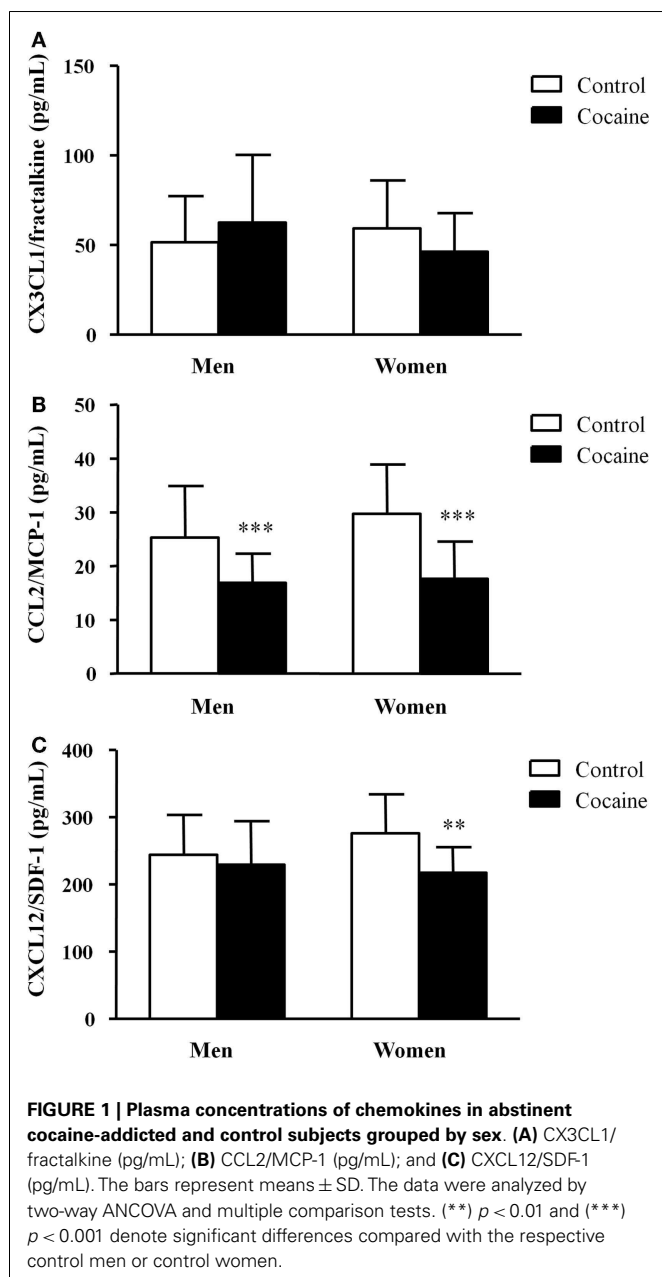 A
CX3CL1/fractalkine (pg/mL)
150
100
50
0
Control
Cocaine
Men Women
B
CCL2/MCP-1 (pg/mL)
50
40
30
20
10
0
Control
Cocaine
*** ***
Men Women
C
CXCL12/SDF-1 (pg/mL)
400
300
200
100
0
Control
Cocaine
**
Men Women
FIGURE 1 | Plasma concentrations of chemokines in abstinent
cocaine-addicted and control subjects grouped by sex. (A) CX3CL1/
fractalkine (pg/mL); (B) CCL2/MCP-1 (pg/mL); and (C) CXCL12/SDF-1
(pg/mL). The bars represent means ± SD. The data were analyzed by
two-way ANCOVA and multiple comparison tests. (**) p < 0.01 and (***)
p < 0.001 denote significant differences compared with the respective
control men or control women.